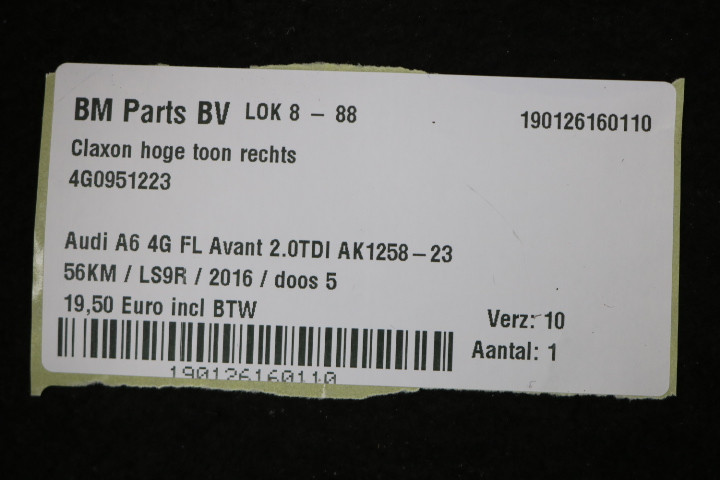 BM Parts BV LOK 8 - 88 190126160110
Claxon hoge toon rechts
4G0951223
Audi A6 4G FL Avant 2.0TDI AK1258-23
56KM / LS9R / 2016 / doos 5
19,50 Euro incl BTW
Verz: 10
Aantal: 1
190126160110